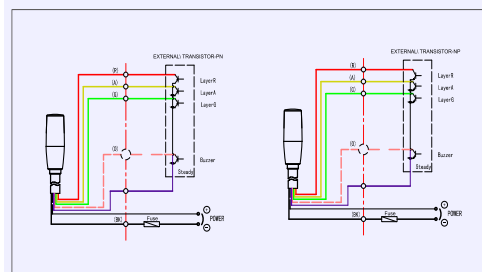 EXTERNAL\ TRANSISTOR-PN
(R)
LayerR
(A)
LayerA
(G)
LayerG
(O)
Buzzer
Steady
(BK)
Fuse
POWER
EXTERNAL\ TRANSISTOR-NP
(R)
LayerR
(A)
LayerA
(G)
LayerG
(O)
Buzzer
Steady
(BK)
Fuse
POWER